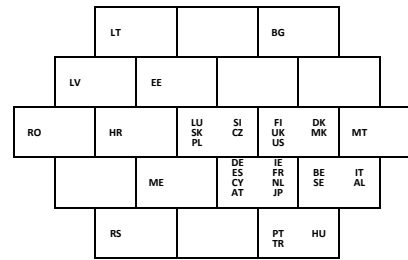 LT BG
LV EE
RO HR LU SI FI DK MT
SK CZ UK MK
PL US
ME DE IE BE IT
ES FR SE AL
CY NL
AT JP
RS PT HU
TR